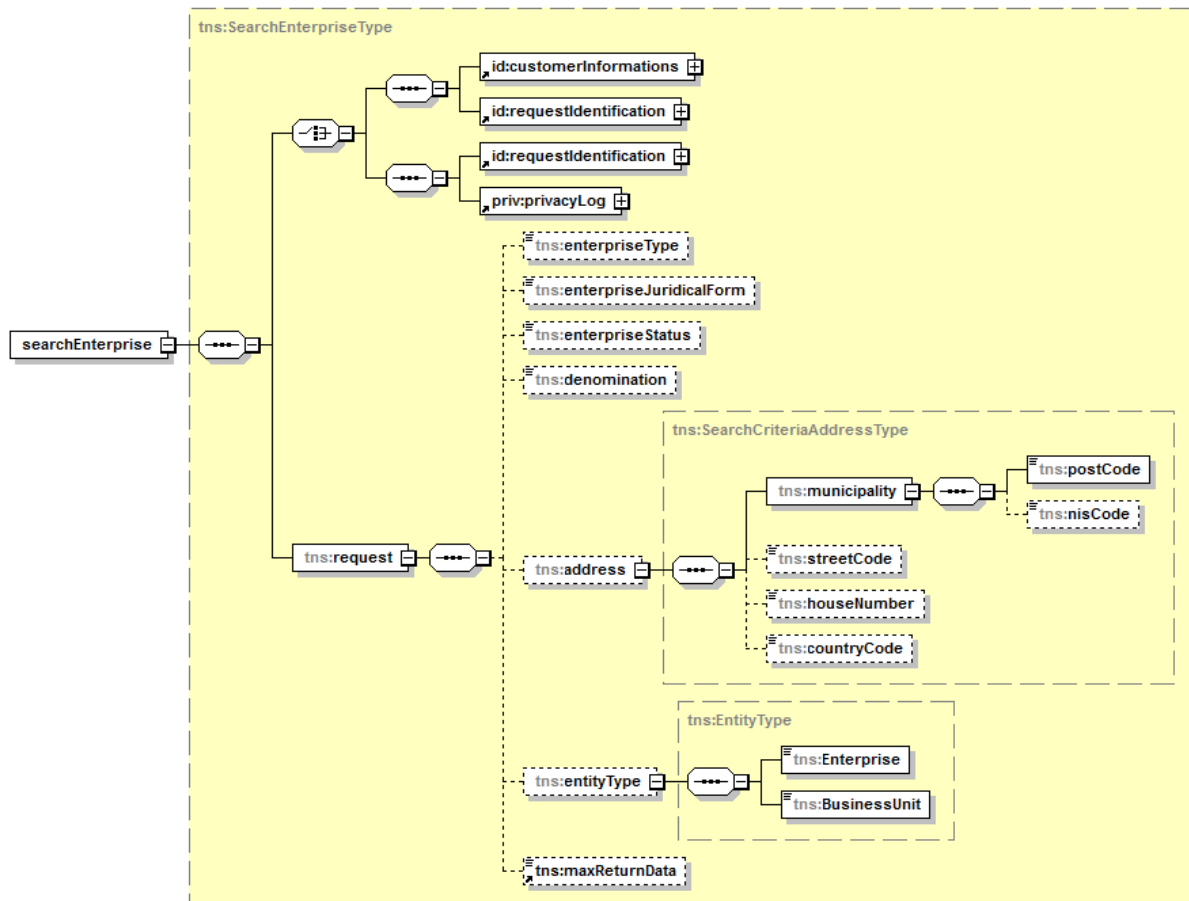 tns:SearchEnterpriseType
id:customerInformations
id:requestIdentification
id:requestIdentification
priv:privacyLog
tns:enterpriseType
tns:enterpriseJuridicalForm
tns:enterpriseStatus
searchEnterprise
tns:denomination
tns:SearchCriteriaAddressType
tns:postCode
tns:municipality
tns:nisCode
tns:request
tns:address
tns:streetCode
tns:houseNumber
tns:countryCode
tns:EntityType
tns:Enterprise
tns:entityType
tns:BusinessUnit
tns:maxReturnData